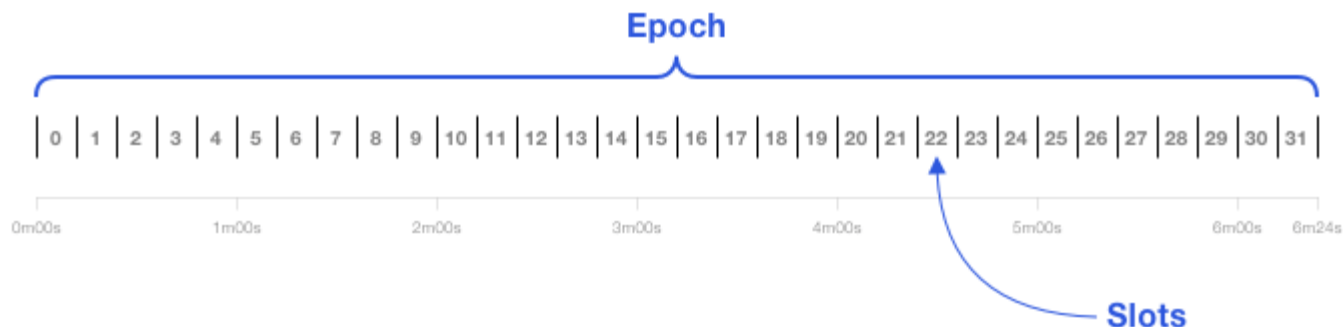 Epoch
0 1 2 3 4 5 6 7 8 9 10 11 12 13 14 15 16 17 18 19 20 21 22 23 24 25 26 27 28 29 30 31
0m00s 1m00s 2m00s 3m00s 4m00s 5m00s 6m00s 6m24s
Slots